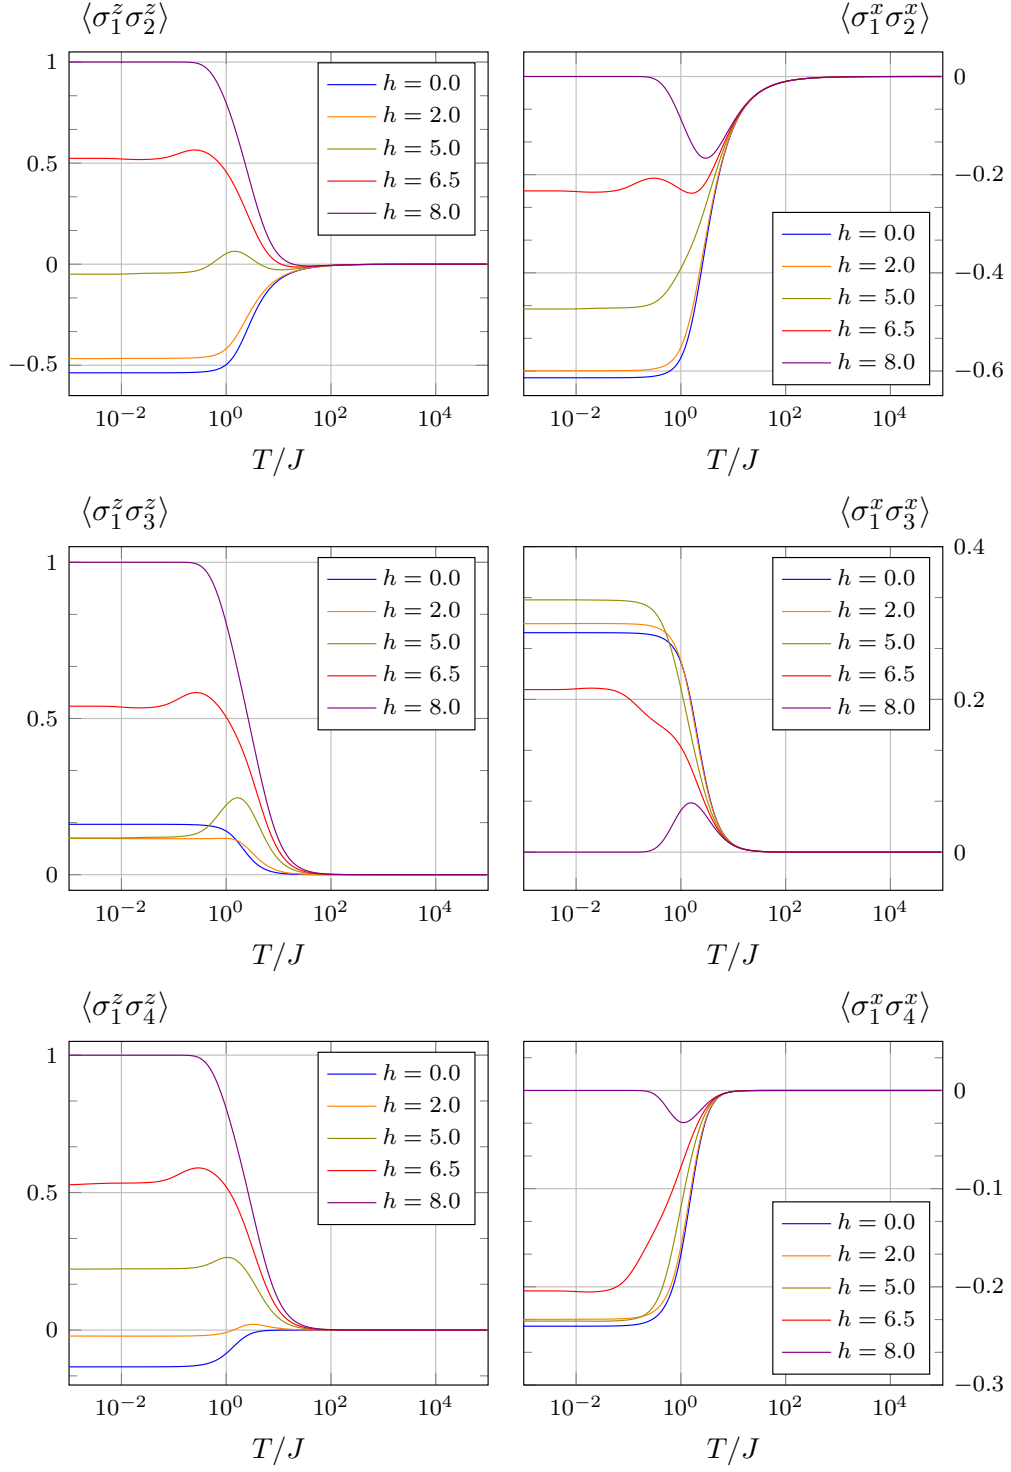 ⟨σ₁ᶻσ₂ᶻ⟩
1
0.5
0
−0.5
10⁻² 10⁰ 10² 10⁴
T/J
h = 0.0
h = 2.0
h = 5.0
h = 6.5
h = 8.0
⟨σ₁ˣσ₂ˣ⟩
0
−0.2
−0.4
−0.6
10⁻² 10⁰ 10² 10⁴
T/J
h = 0.0
h = 2.0
h = 5.0
h = 6.5
h = 8.0
⟨σ₁ᶻσ₃ᶻ⟩
1
0.5
0
10⁻² 10⁰ 10² 10⁴
T/J
h = 0.0
h = 2.0
h = 5.0
h = 6.5
h = 8.0
⟨σ₁ˣσ₃ˣ⟩
0.4
0.2
0
10⁻² 10⁰ 10² 10⁴
T/J
h = 0.0
h = 2.0
h = 5.0
h = 6.5
h = 8.0
⟨σ₁ᶻσ₄ᶻ⟩
1
0.5
0
10⁻² 10⁰ 10² 10⁴
T/J
h = 0.0
h = 2.0
h = 5.0
h = 6.5
h = 8.0
⟨σ₁ˣσ₄ˣ⟩
0
−0.1
−0.2
−0.3
10⁻² 10⁰ 10² 10⁴
T/J
h = 0.0
h = 2.0
h = 5.0
h = 6.5
h = 8.0